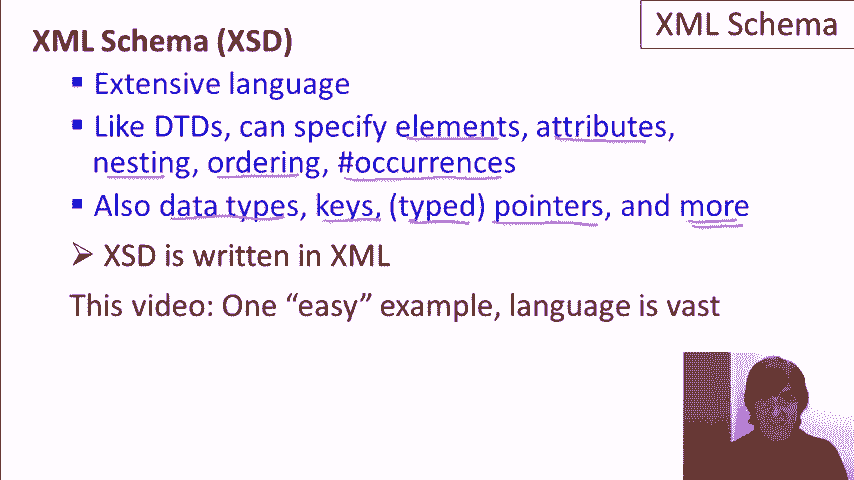 XML Schema
XML Schema (XSD)
▪ Extensive language
▪ Like DTDs, can specify elements, attributes,
nesting, ordering, #occurrences
▪ Also data types, keys, (typed) pointers, and more
➢ XSD is written in XML
This video: One “easy” example, language is vast